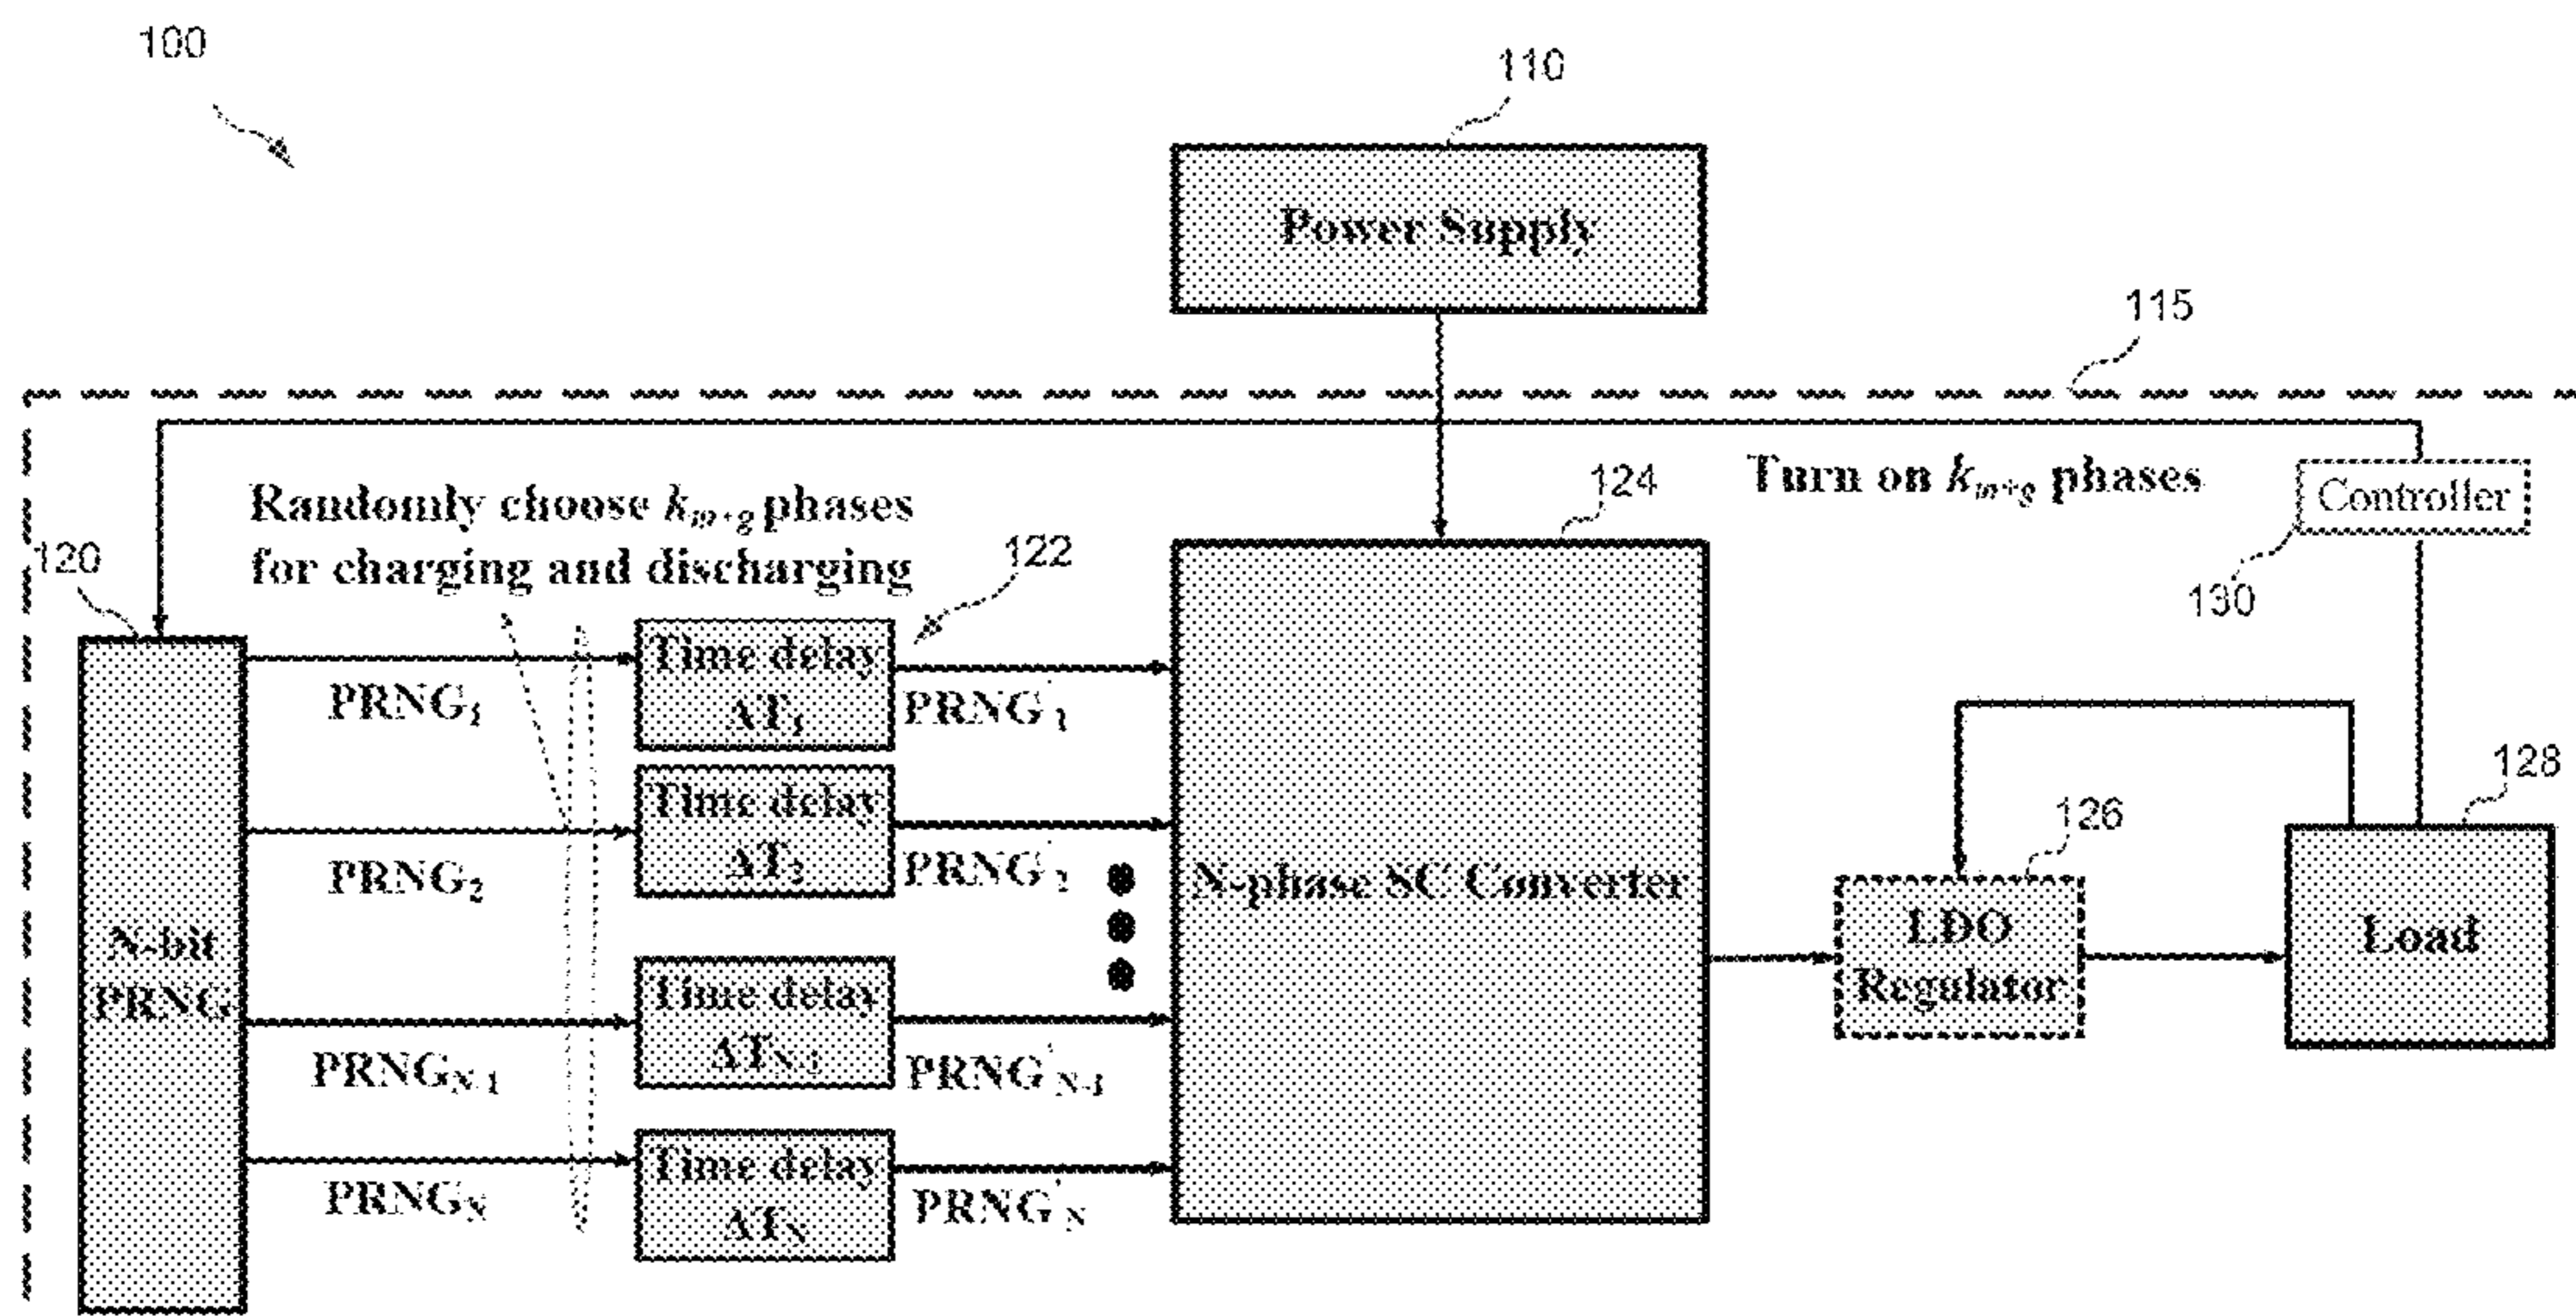 100
110
Power Supply
115
Turn on k_{m+g} phases
Controller
130
124
Randomly choose k_{m+g} phases
for charging and discharging
120
122
N-bit
PRNG
PRNG_1
PRNG_2
PRNG_{N-1}
PRNG_N
Time delay
ΔT_1
Time delay
ΔT_2
Time delay
ΔT_{N-1}
Time delay
ΔT_N
PRNG'_1
PRNG'_2
PRNG'_{N-1}
PRNG'_N
N-phase SC Converter
126
LDO
Regulator
128
Load